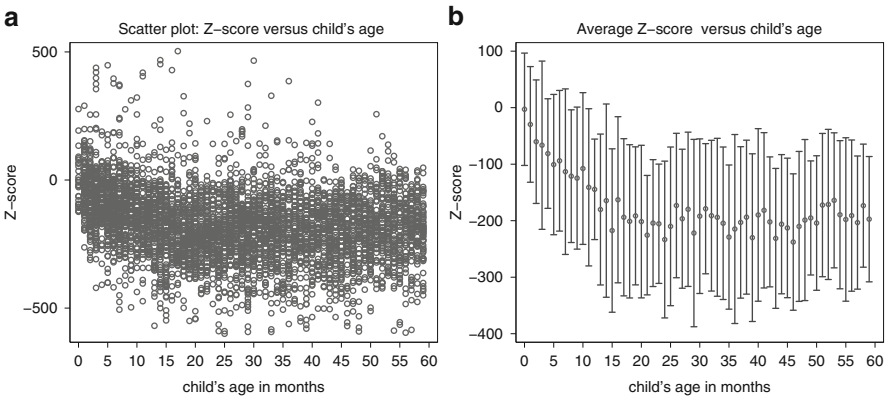 a
Scatter plot: Z−score versus child's age
500
0
−500
Z−score
0 5 10 15 20 25 30 35 40 45 50 55 60
child's age in months
b
Average Z−score versus child's age
100
0
−100
−200
−300
−400
Z−score
0 5 10 15 20 25 30 35 40 45 50 55 60
child's age in months